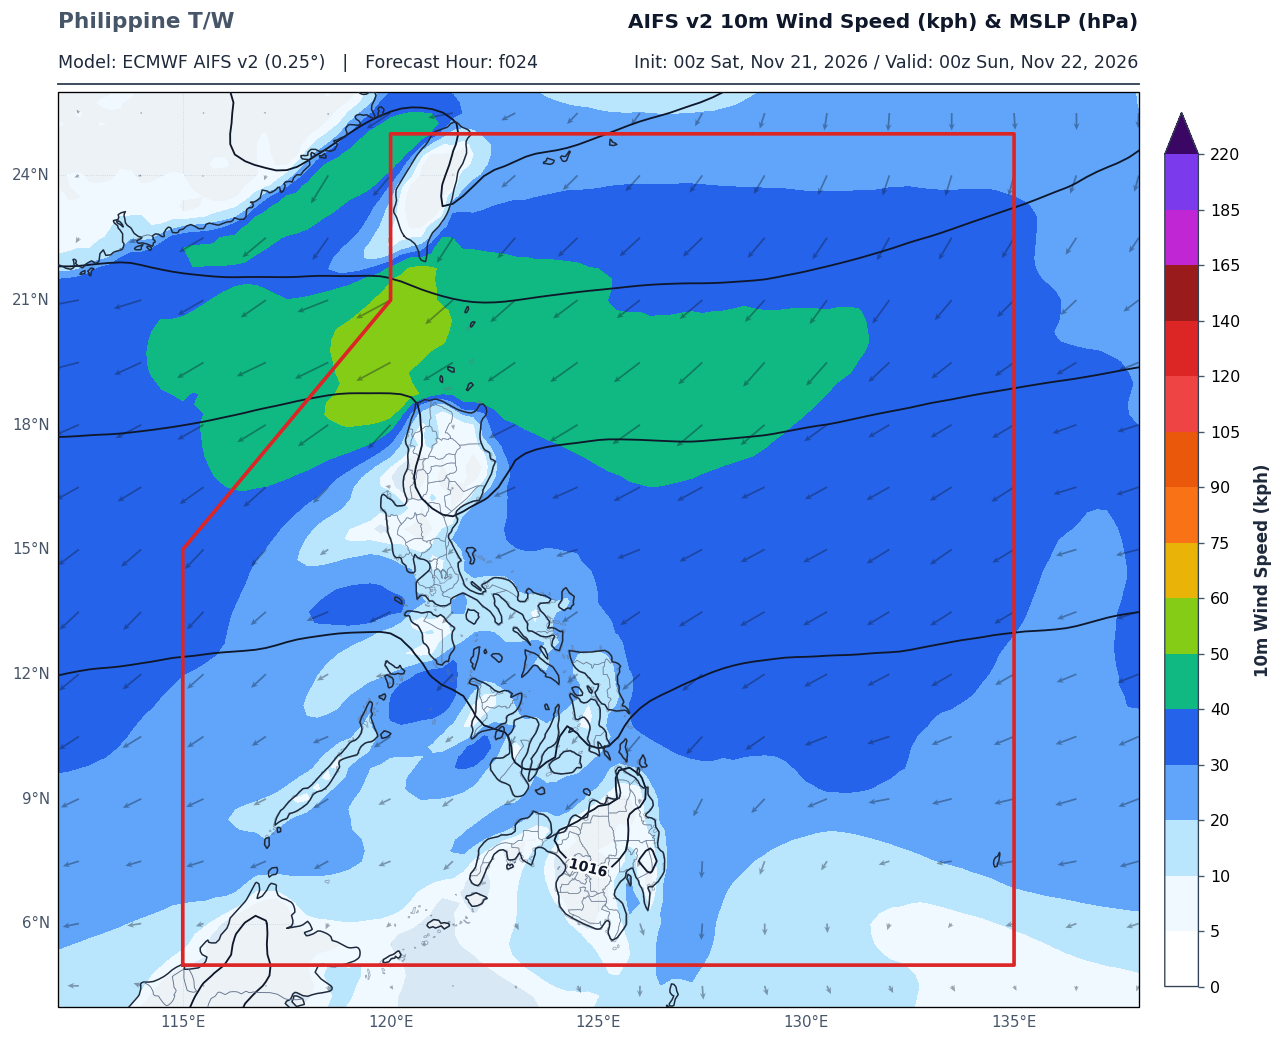 Philippine T/W
AIFS v2 10m Wind Speed (kph) & MSLP (hPa)
Model: ECMWF AIFS v2 (0.25°) | Forecast Hour: f024
Init: 00z Sat, Nov 21, 2026 / Valid: 00z Sun, Nov 22, 2026
24°N
21°N
18°N
15°N
12°N
9°N
6°N
1016
115°E
120°E
125°E
130°E
135°E
220
185
165
140
120
105
90
75
60
50
40
30
20
10
5
0
10m Wind Speed (kph)